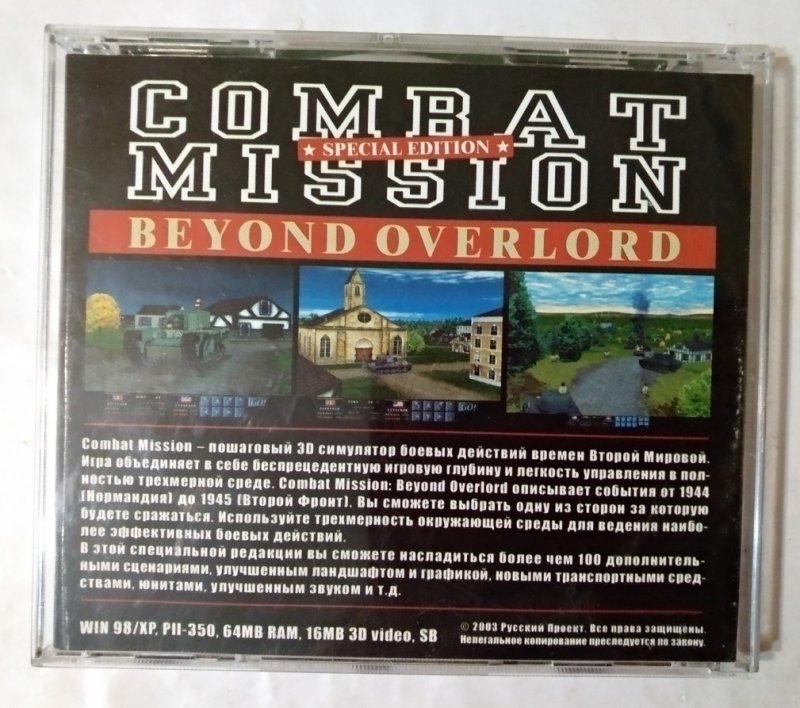 COMBAT
★ SPECIAL EDITION ★
MISSION
BEYOND OVERLORD
GO!
GO!
Combat Mission – пошаговый 3D симулятор боевых действий времен Второй Мировой.
Игра объединяет в себе беспрецедентную игровую глубину и легкость управления в пол-
ностью трехмерной среде. Combat Mission: Beyond Overlord описывает события от 1944
(Нормандия) до 1945 (Второй Фронт). Вы сможете выбрать одну из сторон за которую
будете сражаться. Используйте трехмерность окружающей среды для ведения наибо-
лее эффективных боевых действий.
В этой специальной редакции вы сможете насладиться более чем 100 дополнитель-
ными сценариями, улучшенным ландшафтом и графикой, новыми транспортными сред-
ствами, юнитами, улучшенным звуком и т.д.
WIN 98/XP, PII-350, 64MB RAM, 16MB 3D video, SB
© 2003 Русский Проект. Все права защищены.
Нелегальное копирование преследуется по закону.